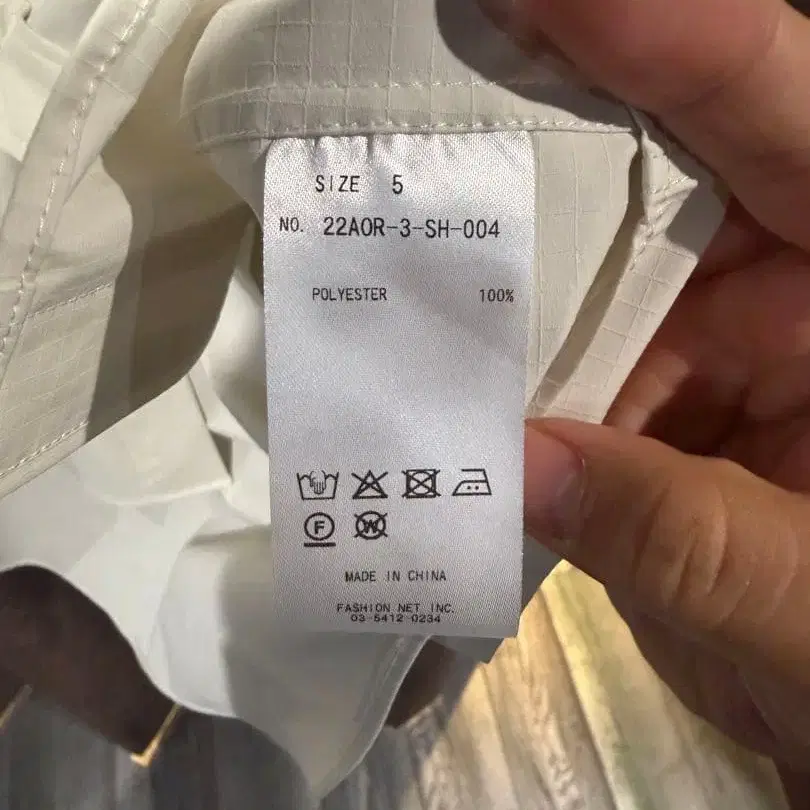 SIZE 5
NO. 22AOR-3-SH-004
POLYESTER 100%
F W
MADE IN CHINA
FASHION NET INC.
03-5412-0234